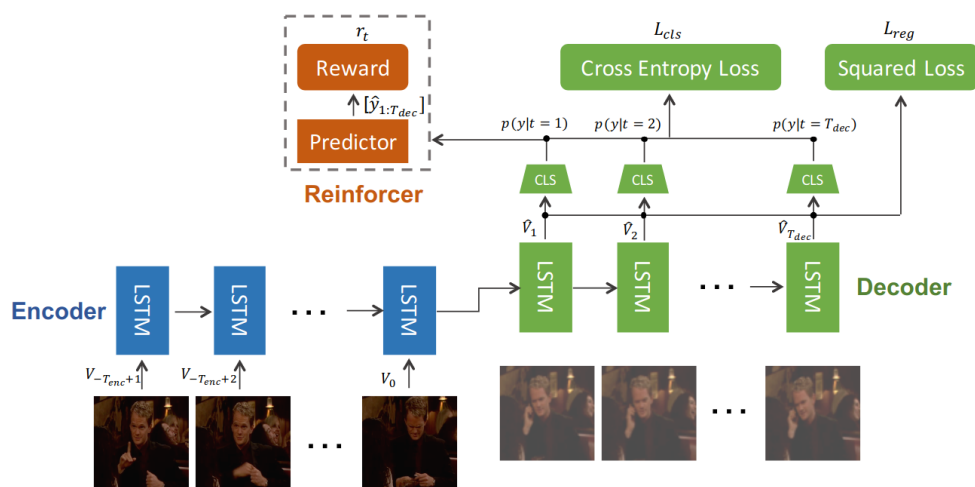 r_t
L_cls
L_reg
Reward
Cross Entropy Loss
Squared Loss
[ŷ_{1:T_dec}]
Predictor
p(y|t = 1)
p(y|t = 2)
p(y|t = T_dec)
CLS
CLS
CLS
Reinforcer
V̂_1
V̂_2
V̂_{T_dec}
Encoder
LSTM
LSTM
...
LSTM
LSTM
LSTM
...
LSTM
Decoder
V_{-T_enc+1}
V_{-T_enc+2}
V_0
...
...